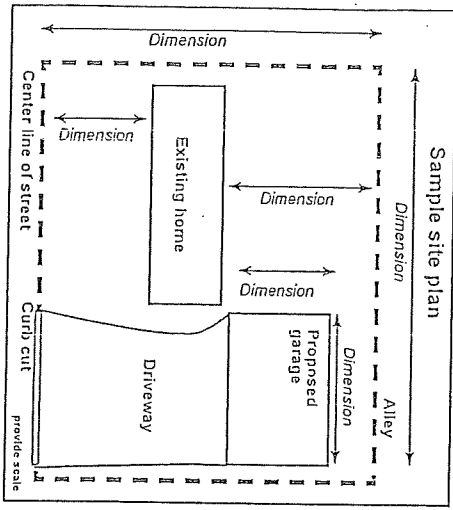 Sample site plan
Dimension
Alley
Dimension
Dimension
Dimension
Dimension
Dimension
Existing home
Proposed
garage
Driveway
Center line of street
Curb cut
provide scale